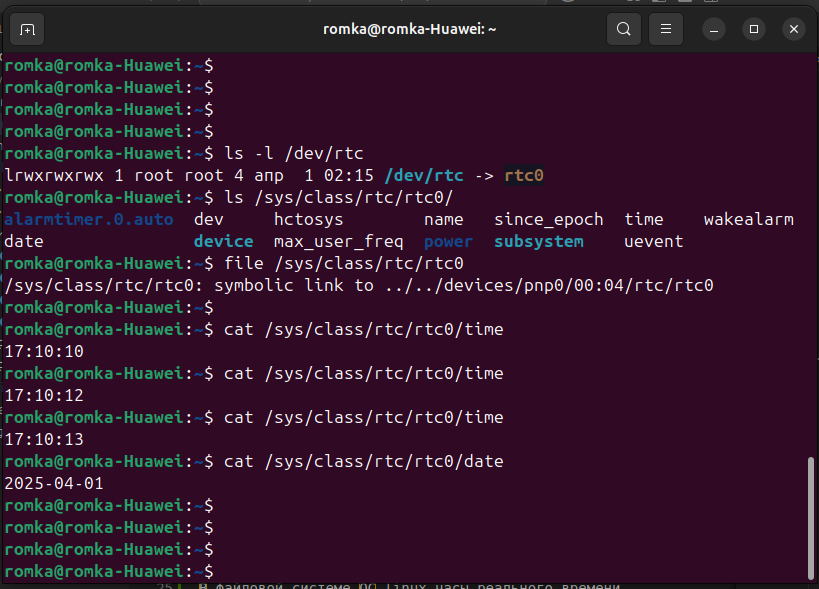 romka@romka-Huawei: ~
romka@romka-Huawei:~$
romka@romka-Huawei:~$
romka@romka-Huawei:~$
romka@romka-Huawei:~$
romka@romka-Huawei:~$ ls -l /dev/rtc
lrwxrwxrwx 1 root root 4 апр  1 02:15 /dev/rtc -> rtc0
romka@romka-Huawei:~$ ls /sys/class/rtc/rtc0/
alarmtimer.0.auto  dev     hctosys        name   since_epoch  time    wakealarm
date               device  max_user_freq  power  subsystem    uevent
romka@romka-Huawei:~$ file /sys/class/rtc/rtc0
/sys/class/rtc/rtc0: symbolic link to ../../devices/pnp0/00:04/rtc/rtc0
romka@romka-Huawei:~$
romka@romka-Huawei:~$ cat /sys/class/rtc/rtc0/time
17:10:10
romka@romka-Huawei:~$ cat /sys/class/rtc/rtc0/time
17:10:12
romka@romka-Huawei:~$ cat /sys/class/rtc/rtc0/time
17:10:13
romka@romka-Huawei:~$ cat /sys/class/rtc/rtc0/date
2025-04-01
romka@romka-Huawei:~$
romka@romka-Huawei:~$
romka@romka-Huawei:~$
romka@romka-Huawei:~$
файловой системе ОС Linux часы реального времени